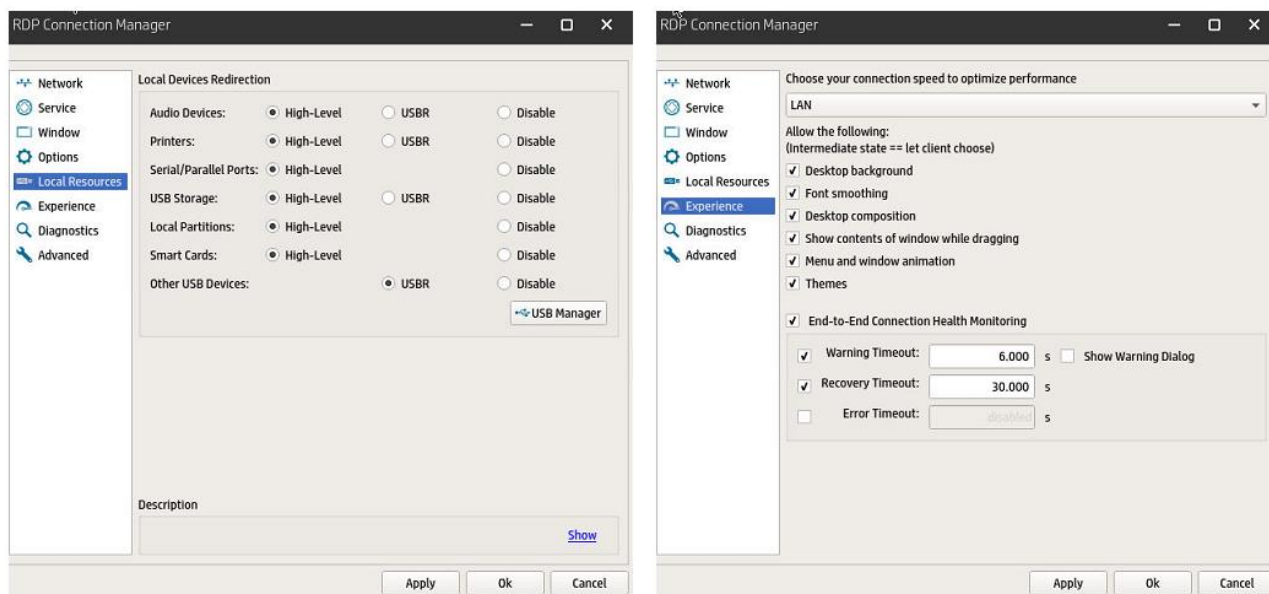 RDP Connection Manager
Network
Service
Window
Options
Local Resources
Experience
Diagnostics
Advanced
Local Devices Redirection
Audio Devices: High-Level USBR Disable
Printers: High-Level USBR Disable
Serial/Parallel Ports: High-Level Disable
USB Storage: High-Level USBR Disable
Local Partitions: High-Level Disable
Smart Cards: High-Level Disable
Other USB Devices: USBR Disable
USB Manager
Description
Show
Apply Ok Cancel
RDP Connection Manager
Network
Service
Window
Options
Local Resources
Experience
Diagnostics
Advanced
Choose your connection speed to optimize performance
LAN
Allow the following:
(Intermediate state == let client choose)
Desktop background
Font smoothing
Desktop composition
Show contents of window while dragging
Menu and window animation
Themes
End-to-End Connection Health Monitoring
Warning Timeout: 6.000 s Show Warning Dialog
Recovery Timeout: 30.000 s
Error Timeout: disabled s
Apply Ok Cancel